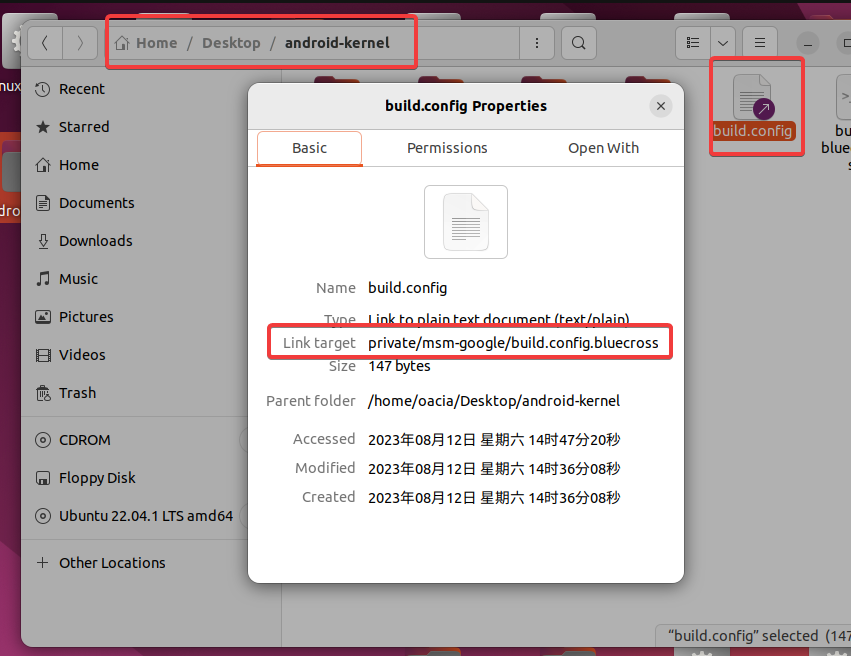 Home / Desktop / android-kernel
Recent
Starred
Home
Documents
Downloads
Music
Pictures
Videos
Trash
CDROM
Floppy Disk
Ubuntu 22.04.1 LTS amd64
Other Locations
build.config Properties
Basic
Permissions
Open With
Name build.config
Type Link to plain text document (text/plain)
Link target private/msm-google/build.config.bluecross
Size 147 bytes
Parent folder /home/oacia/Desktop/android-kernel
Accessed 2023年08月12日 星期六 14时47分20秒
Modified 2023年08月12日 星期六 14时36分08秒
Created 2023年08月12日 星期六 14时36分08秒
build.config
bu
blue
s
“build.config” selected (147
nux
dro